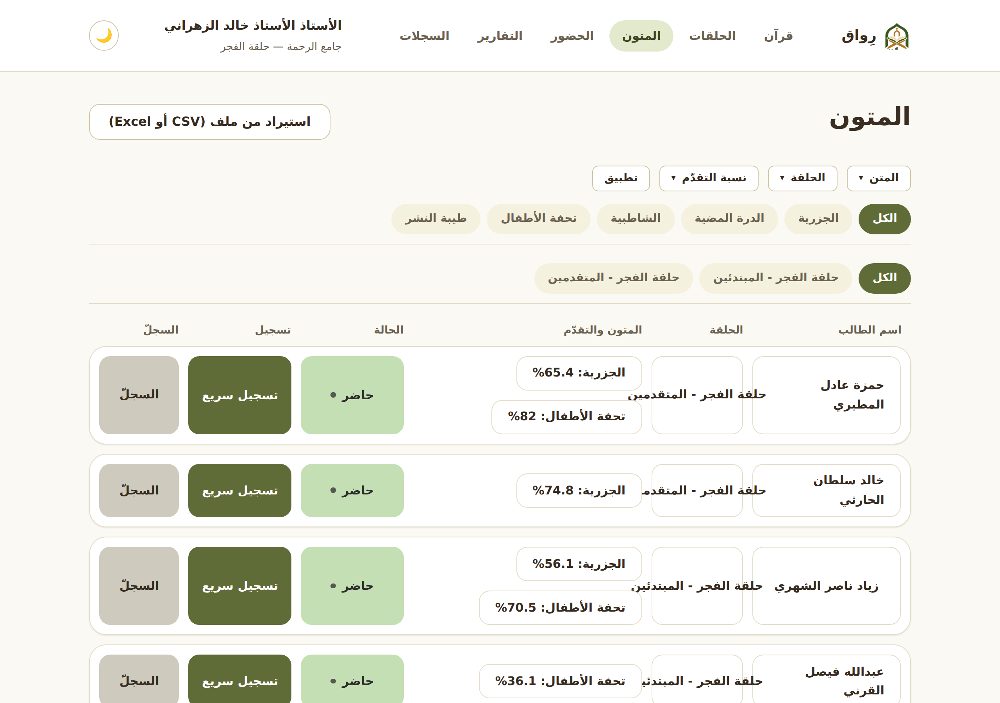 رِواق
قرآن
الحلقات
المتون
الحضور
التقارير
السجلات
الأستاذ الأستاذ خالد الزهراني
جامع الرحمة — حلقة الفجر
المتون
استيراد من ملف (CSV أو Excel)
المتن ▾
الحلقة ▾
نسبة التقدّم ▾
تطبيق
الكل
الجزرية
الدرة المضية
الشاطبية
تحفة الأطفال
طيبة النشر
الكل
حلقة الفجر - المبتدئين
حلقة الفجر - المتقدمين
اسم الطالب
الحلقة
المتون والتقدّم
الحالة
تسجيل
السجلّ
حمزة عادل
المطيري
حلقة الفجر - المتقدمين
الجزرية: 65.4%
تحفة الأطفال: 82%
حاضر
تسجيل سريع
السجلّ
خالد سلطان
الحارثي
حلقة الفجر - المتقدم
الجزرية: 74.8%
حاضر
تسجيل سريع
السجلّ
زياد ناصر الشهري
حلقة الفجر - المبتدئين
الجزرية: 56.1%
تحفة الأطفال: 70.5%
حاضر
تسجيل سريع
السجلّ
عبدالله فيصل
القرني
حلقة الفجر - المبتدئي
تحفة الأطفال: 36.1%
حاضر
تسجيل سريع
السجلّ